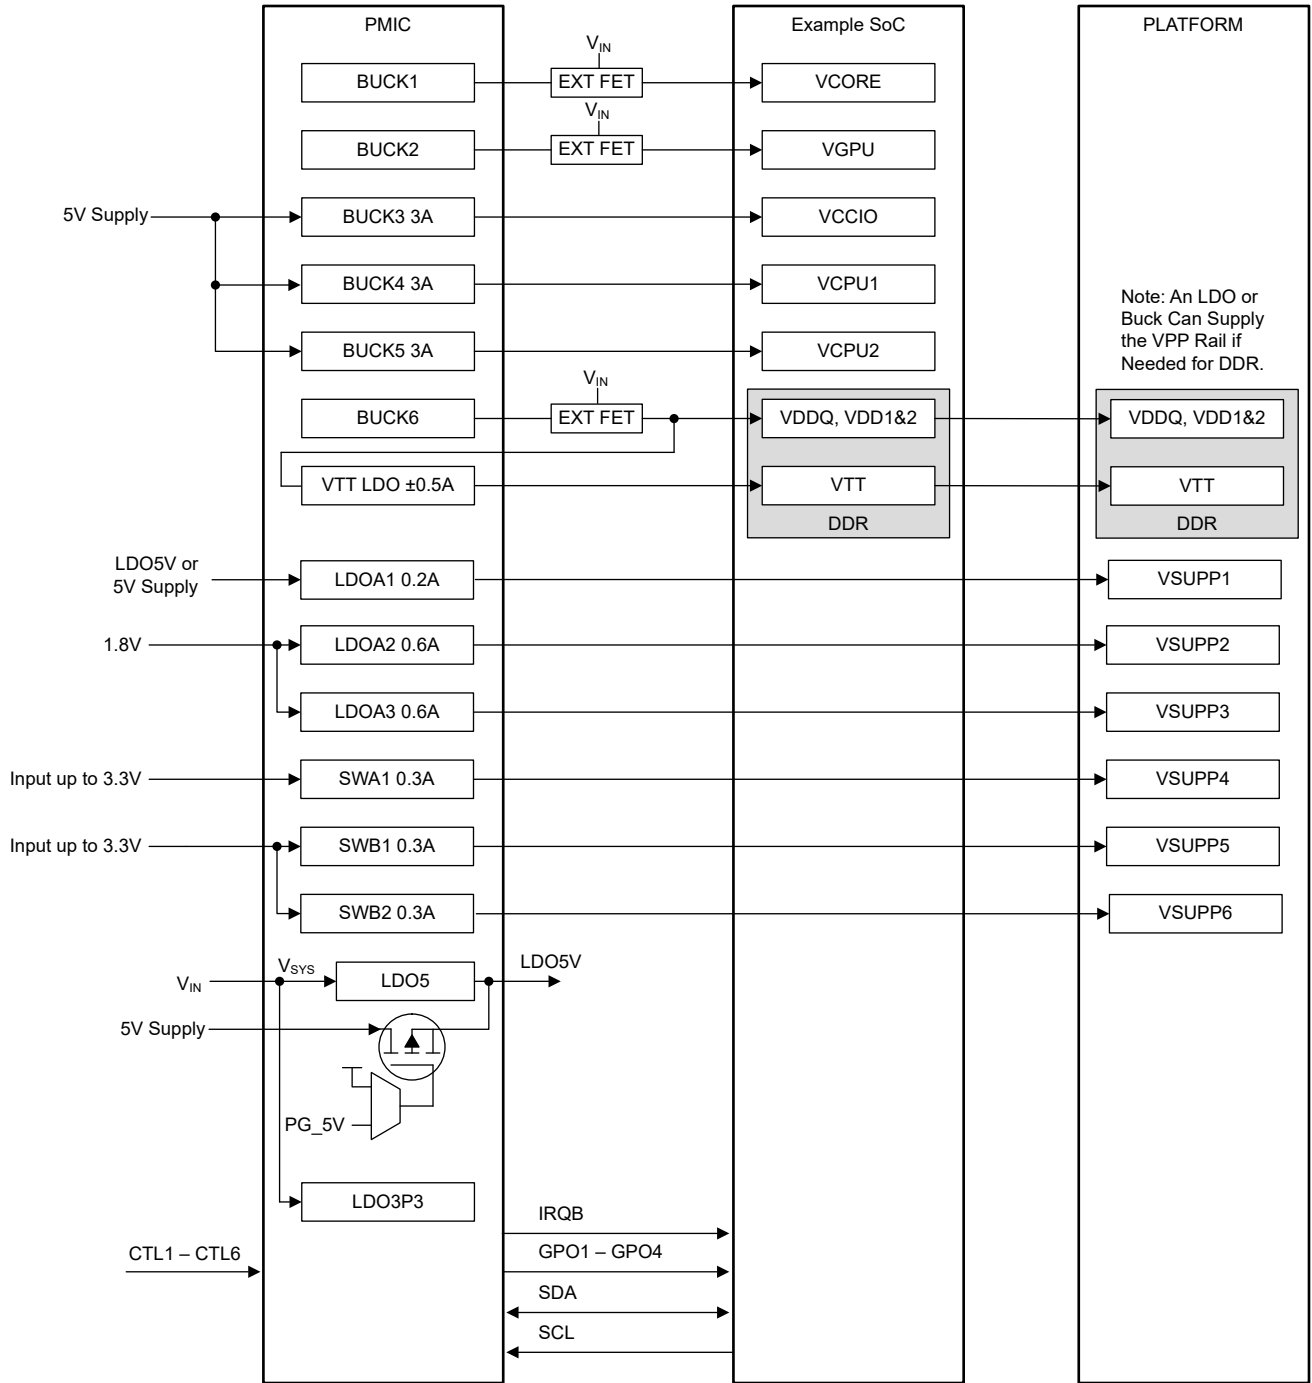 PMIC
Example SoC
PLATFORM
VIN
BUCK1
EXT FET
VCORE
VIN
BUCK2
EXT FET
VGPU
5V Supply
BUCK3 3A
VCCIO
BUCK4 3A
VCPU1
Note: An LDO or
Buck Can Supply
the VPP Rail if
Needed for DDR.
BUCK5 3A
VCPU2
VIN
BUCK6
EXT FET
VDDQ, VDD1&2
VDDQ, VDD1&2
VTT LDO ±0.5A
VTT
VTT
DDR
DDR
LDO5V or
5V Supply
LDOA1 0.2A
VSUPP1
1.8V
LDOA2 0.6A
VSUPP2
LDOA3 0.6A
VSUPP3
Input up to 3.3V
SWA1 0.3A
VSUPP4
Input up to 3.3V
SWB1 0.3A
VSUPP5
SWB2 0.3A
VSUPP6
VIN
VSYS
LDO5
LDO5V
5V Supply
PG_5V
LDO3P3
IRQB
CTL1 – CTL6
GPO1 – GPO4
SDA
SCL